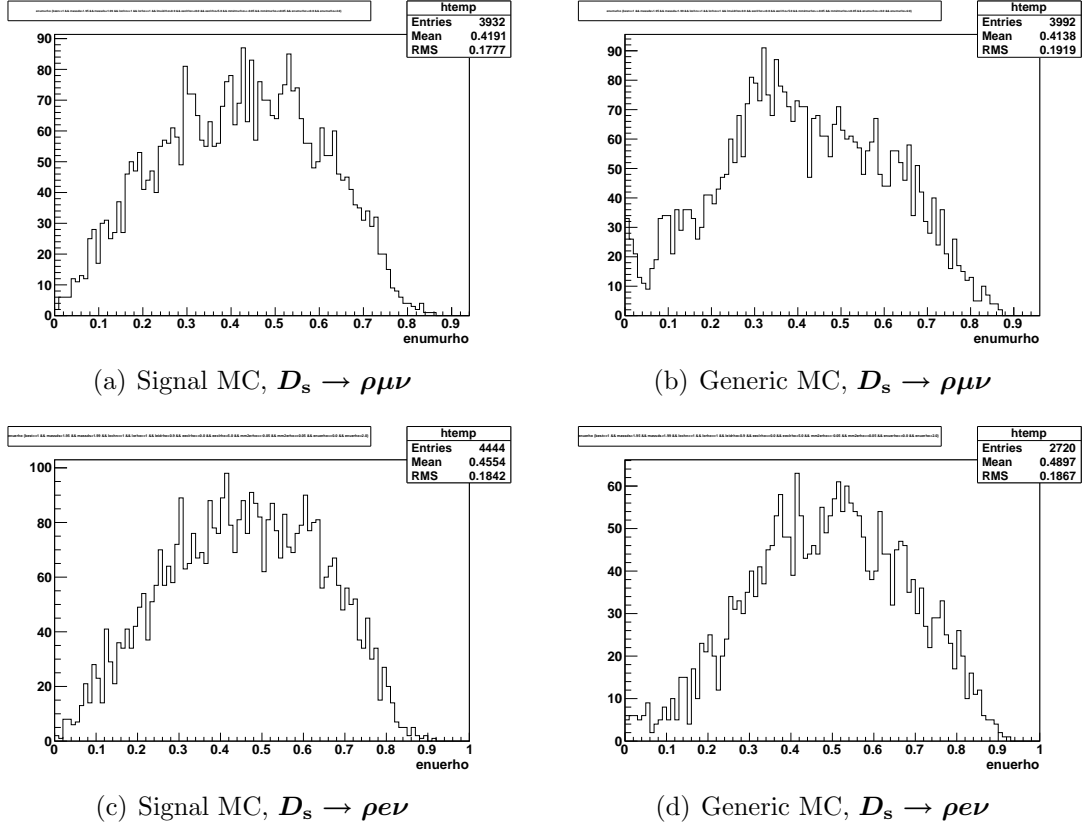 htemp
Entries 3932
Mean 0.4191
RMS 0.1777
90
80
70
60
50
40
30
20
10
0
0 0.1 0.2 0.3 0.4 0.5 0.6 0.7 0.8 0.9
enumurho
(a) Signal MC, Ds → ρμν
htemp
Entries 3992
Mean 0.4138
RMS 0.1919
90
80
70
60
50
40
30
20
10
0
0 0.1 0.2 0.3 0.4 0.5 0.6 0.7 0.8 0.9
enumurho
(b) Generic MC, Ds → ρμν
htemp
Entries 4444
Mean 0.4554
RMS 0.1842
100
80
60
40
20
0
0 0.1 0.2 0.3 0.4 0.5 0.6 0.7 0.8 0.9 1
enuerho
(c) Signal MC, Ds → ρeν
htemp
Entries 2720
Mean 0.4897
RMS 0.1867
60
50
40
30
20
10
0
0 0.1 0.2 0.3 0.4 0.5 0.6 0.7 0.8 0.9 1
enuerho
(d) Generic MC, Ds → ρeν